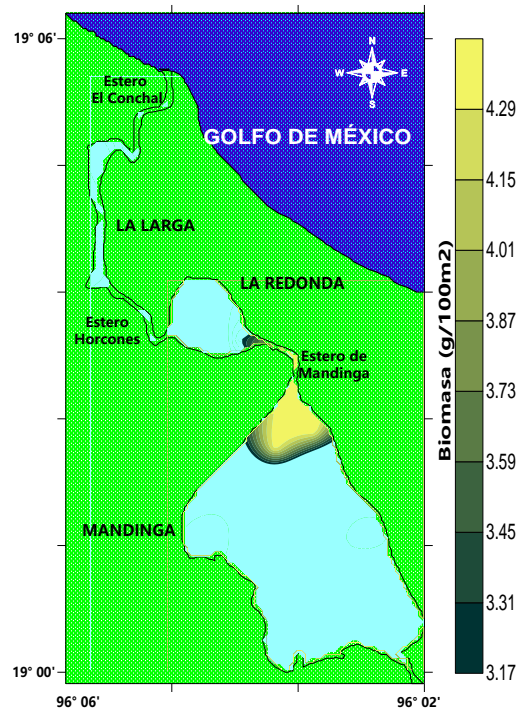 19° 06'
N
W
E
S
Estero
El Conchal
GOLFO DE MÉXICO
LA LARGA
LA REDONDA
Estero
Horcones
Estero de
Mandinga
MANDINGA
19° 00'
96° 06'
96° 02'
Biomasa (g/100m2)
4.29
4.15
4.01
3.87
3.73
3.59
3.45
3.31
3.17